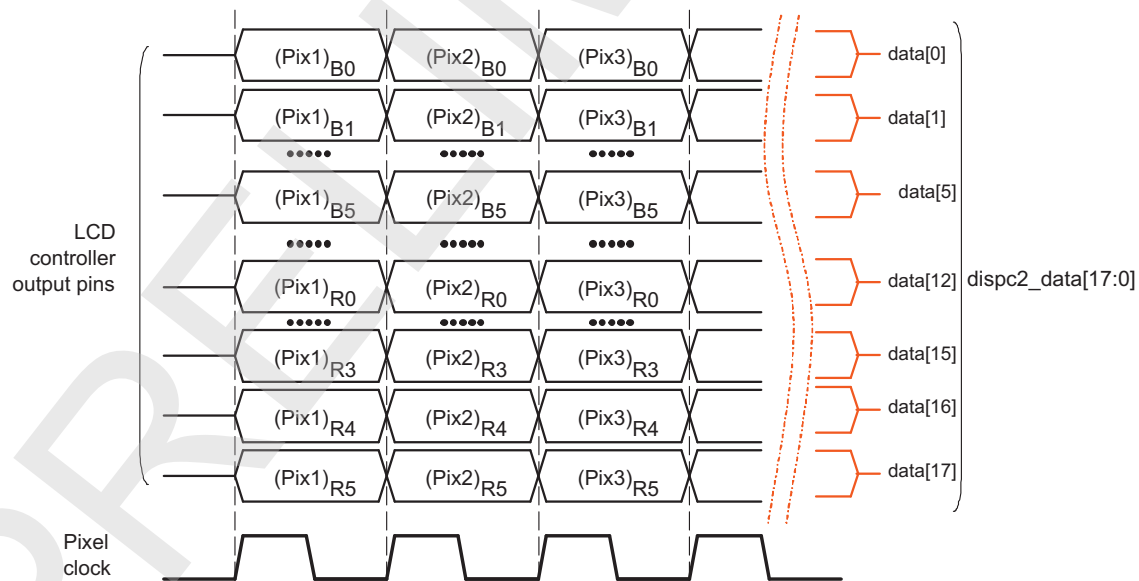 (Pix1)B0 (Pix2)B0 (Pix3)B0 data[0]
(Pix1)B1 (Pix2)B1 (Pix3)B1 data[1]
(Pix1)B5 (Pix2)B5 (Pix3)B5 data[5]
LCD
controller
output pins
(Pix1)R0 (Pix2)R0 (Pix3)R0 data[12] dispc2_data[17:0]
(Pix1)R3 (Pix2)R3 (Pix3)R3 data[15]
(Pix1)R4 (Pix2)R4 (Pix3)R4 data[16]
(Pix1)R5 (Pix2)R5 (Pix3)R5 data[17]
Pixel
clock
PRELIM